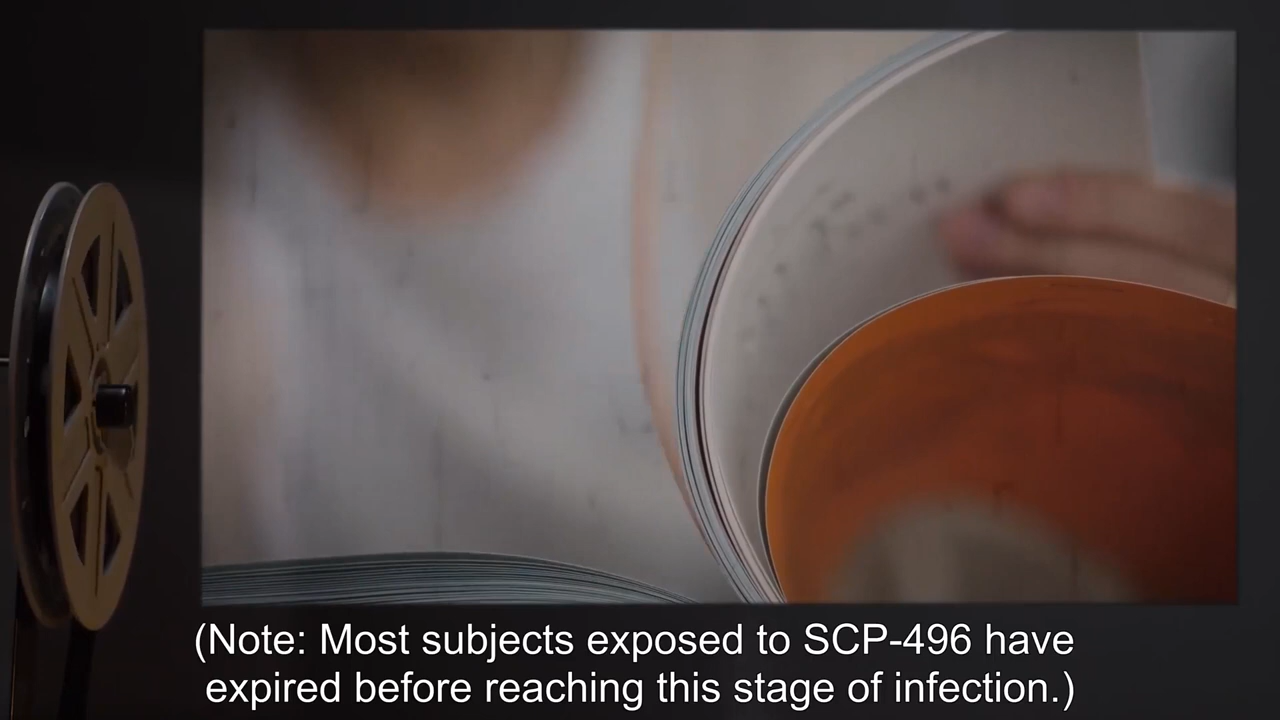 (Note: Most subjects exposed to SCP-496 have
expired before reaching this stage of infection.)